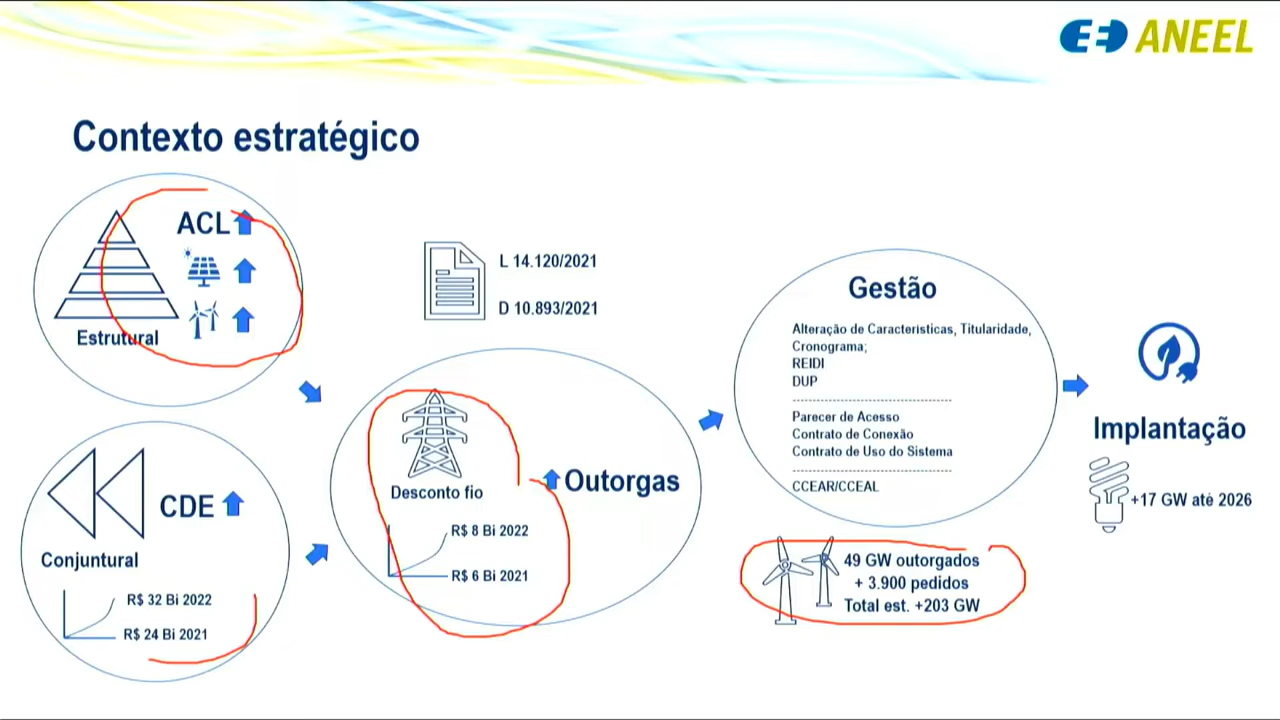 ANEEL
Contexto estratégico
ACL
Estrutural
CDE
Conjuntural
R$ 32 Bi 2022
R$ 24 Bi 2021
L 14.120/2021
D 10.893/2021
Desconto fio
Outorgas
R$ 8 Bi 2022
R$ 6 Bi 2021
Gestão
Alteração de Características, Titularidade,
Cronograma;
REIDI
DUP
Parecer de Acesso
Contrato de Conexão
Contrato de Uso do Sistema
CCEAR/CCEAL
49 GW outorgados
+ 3.900 pedidos
Total est. +203 GW
Implantação
+17 GW até 2026